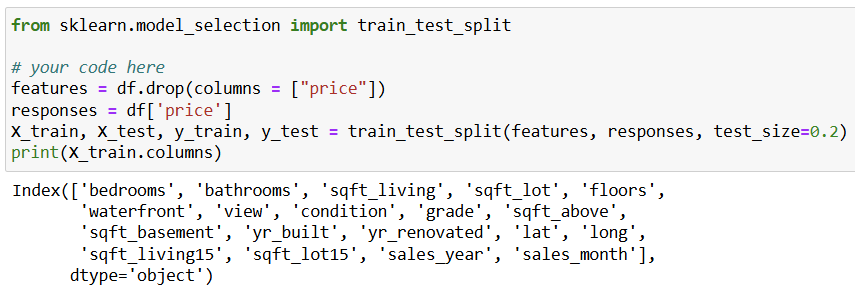 from sklearn.model_selection import train_test_split
# your code here
features = df.drop(columns = ["price"])
responses = df['price']
X_train, X_test, y_train, y_test = train_test_split(features, responses, test_size=0.2)
print(X_train.columns)
Index(['bedrooms', 'bathrooms', 'sqft_living', 'sqft_lot', 'floors',
'waterfront', 'view', 'condition', 'grade', 'sqft_above',
'sqft_basement', 'yr_built', 'yr_renovated', 'lat', 'long',
'sqft_living15', 'sqft_lot15', 'sales_year', 'sales_month'],
dtype='object')